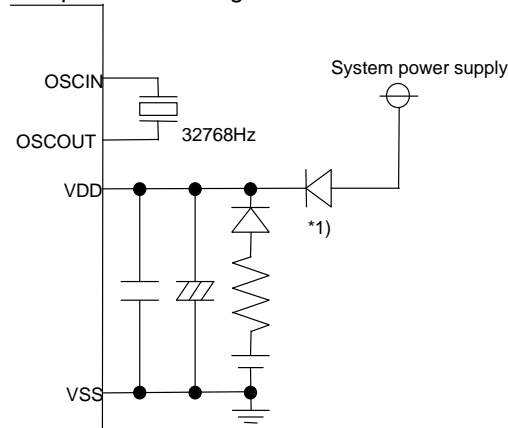 System power supply
OSCIN
OSCOUT
32768Hz
VDD
*1)
VSS